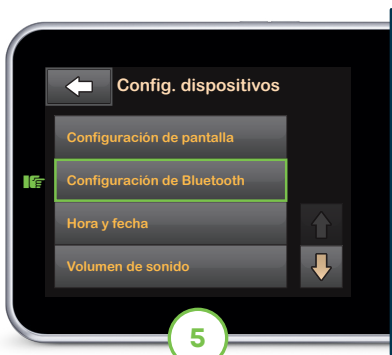 Config. dispositivos
Configuración de pantalla
Configuración de Bluetooth
Hora y fecha
Volumen de sonido
5